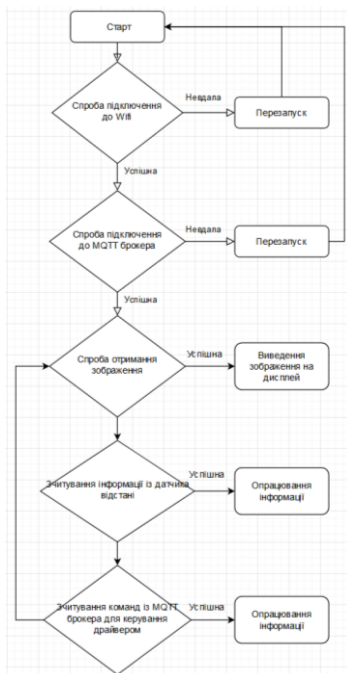 Старт
Спроба підключення
до Wifi
Невдала
Перезапуск
Успішна
Спроба підключення
до MQTT брокера
Невдала
Перезапуск
Успішна
Спроба отримання
зображення
Успішна
Виведення
зображення на
дисплей
Зчитування інформації із датчика
відстані
Успішна
Опрацювання
інформації
Зчитування команд із MQTT
брокера для керування
драйвером
Успішна
Опрацювання
інформації